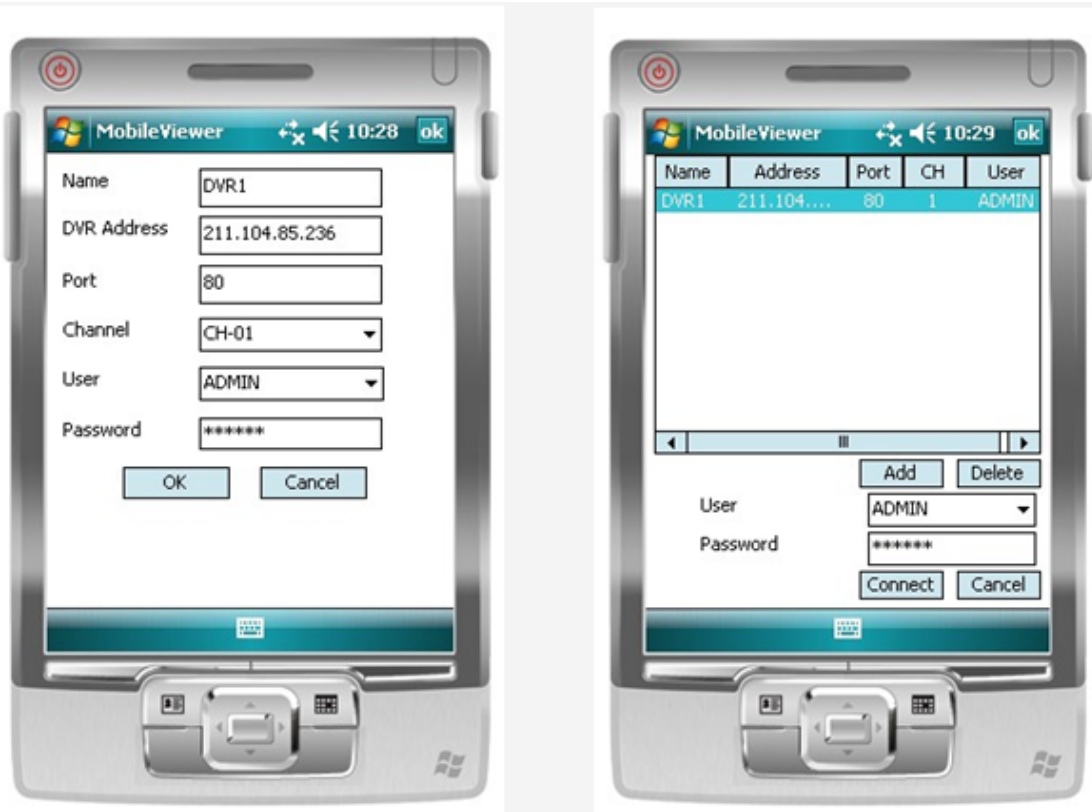 MobileViewer 10:28 ok
Name DVR1
DVR Address 211.104.85.236
Port 80
Channel CH-01
User ADMIN
Password ******
OK Cancel
MobileViewer 10:29 ok
Name Address Port CH User
DVR1 211.104.... 80 1 ADMIN
Add Delete
User ADMIN
Password ******
Connect Cancel